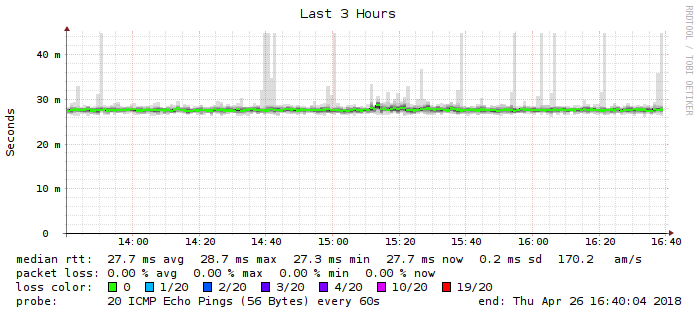 Last 3 Hours
RRDTOOL / TOBI OETIKER
Seconds
40 m
30 m
20 m
10 m
0
14:00 14:20 14:40 15:00 15:20 15:40 16:00 16:20 16:40
median rtt: 27.7 ms avg 28.7 ms max 27.3 ms min 27.7 ms now 0.2 ms sd 170.2 am/s
packet loss: 0.00 % avg 0.00 % max 0.00 % min 0.00 % now
loss color: 0 1/20 2/20 3/20 4/20 10/20 19/20
probe: 20 ICMP Echo Pings (56 Bytes) every 60s end: Thu Apr 26 16:40:04 2018